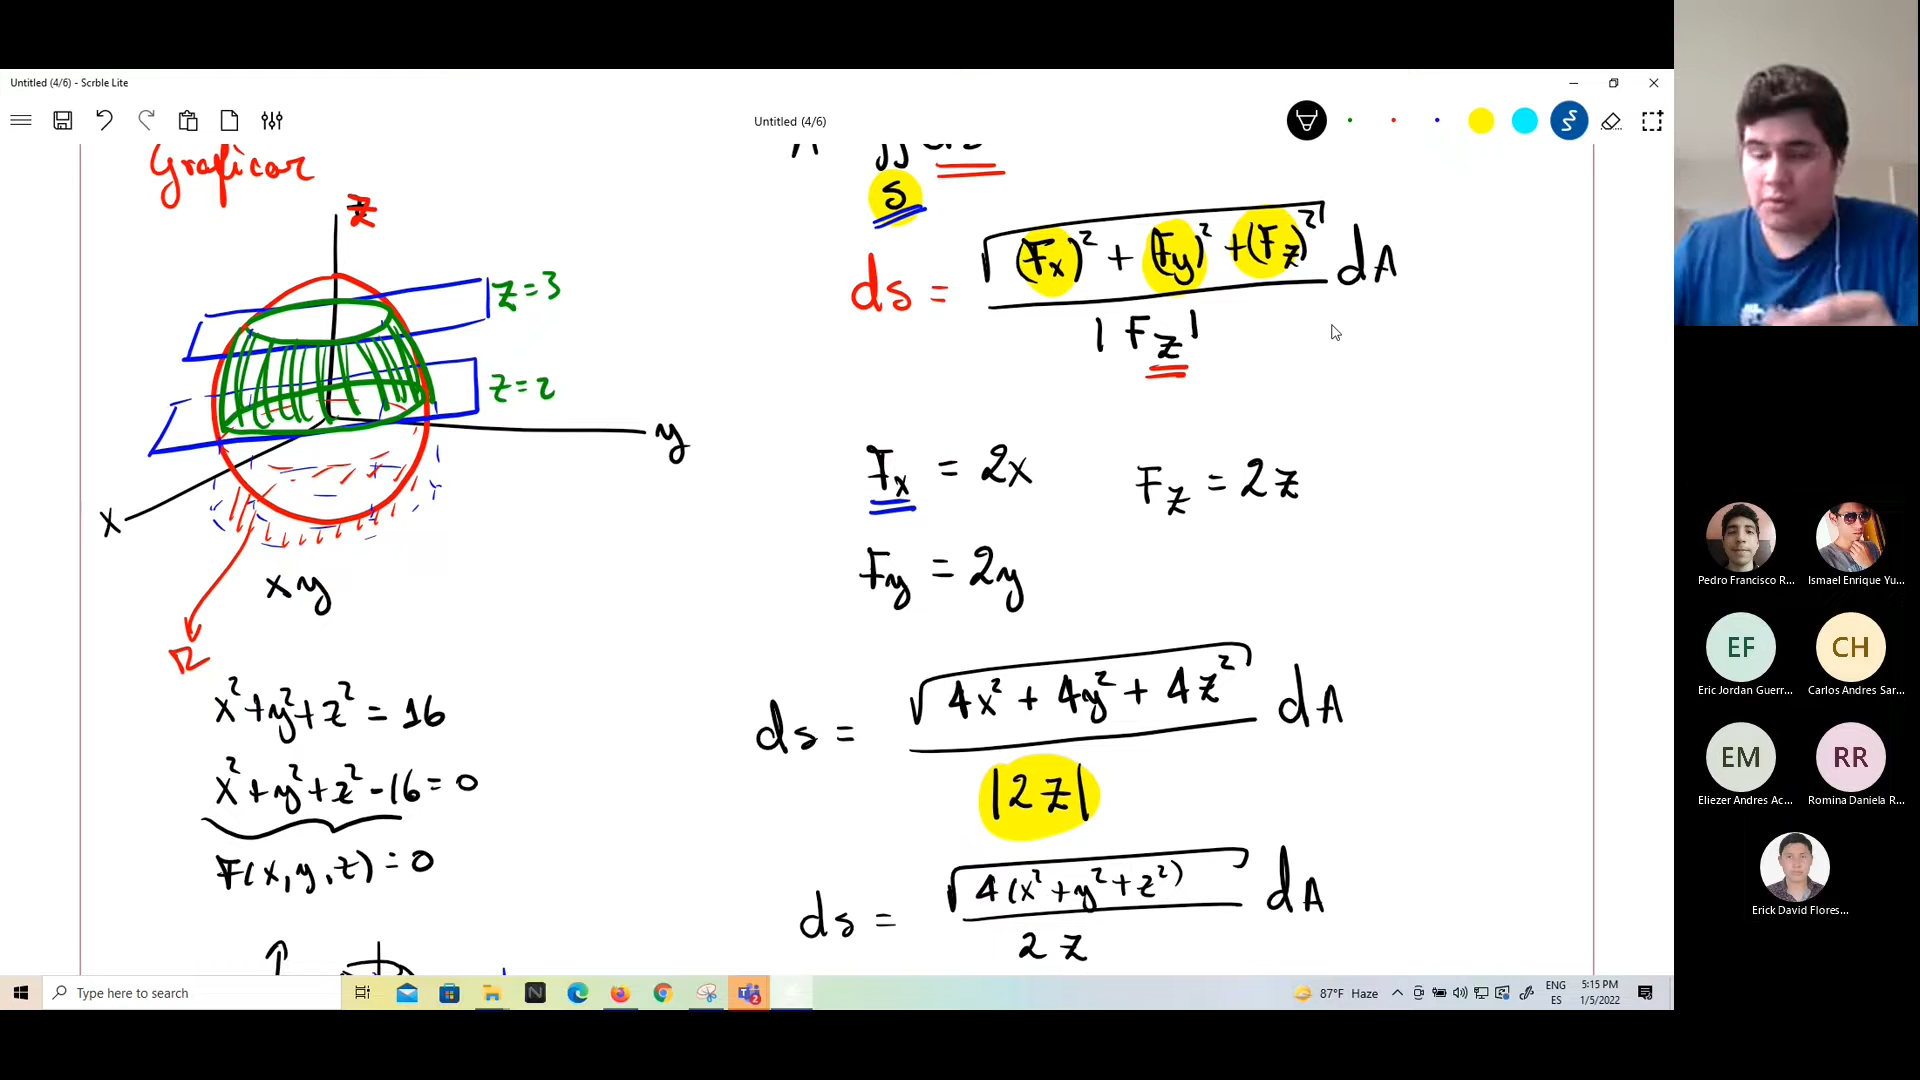 Untitled (4/6) - Scrble Lite
Untitled (4/6)
Graficar
z
z=3
z=2
y
x
xy
R
x²+y²+z² = 16
x²+y²+z²-16=0
F(x,y,z)=0
S
ds = √(Fx)² + (Fy)² + (Fz)² dA
|Fz|
Fx = 2x
Fz = 2z
Fy = 2y
ds = √4x² + 4y² + 4z² dA
|2z|
ds = √4(x²+y²+z²) dA
2z
Pedro Francisco R...
Ismael Enrique Yu...
EF
CH
Eric Jordan Guerr...
Carlos Andres Sar...
EM
RR
Eliezer Andres Ac...
Romina Daniela R...
Erick David Flores...
Type here to search
87°F Haze
ENG
ES
5:15 PM
1/5/2022